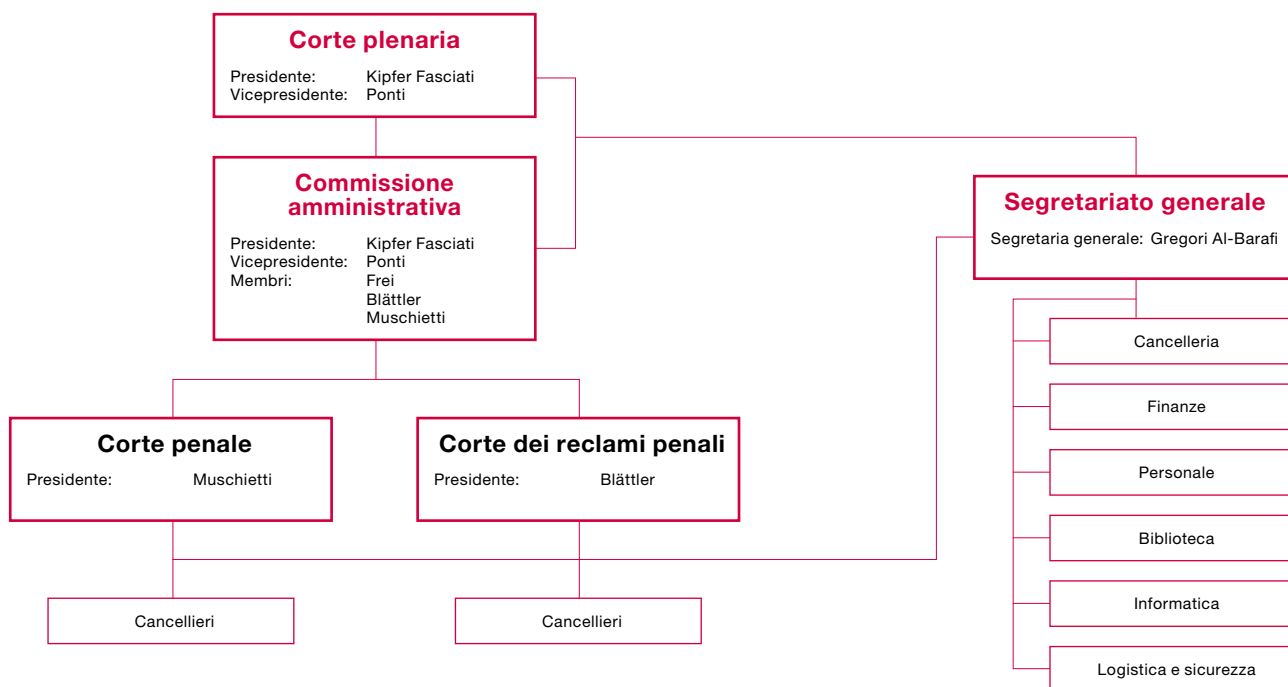 Corte plenaria
Presidente: Kipfer Fasciati
Vicepresidente: Ponti
Commissione
amministrativa
Presidente: Kipfer Fasciati
Vicepresidente: Ponti
Membri: Frei
Blättler
Muschietti
Segretariato generale
Segretaria generale: Gregori Al-Barafi
Corte penale
Presidente: Muschietti
Corte dei reclami penali
Presidente: Blättler
Cancellieri
Cancellieri
Cancelleria
Finanze
Personale
Biblioteca
Informatica
Logistica e sicurezza